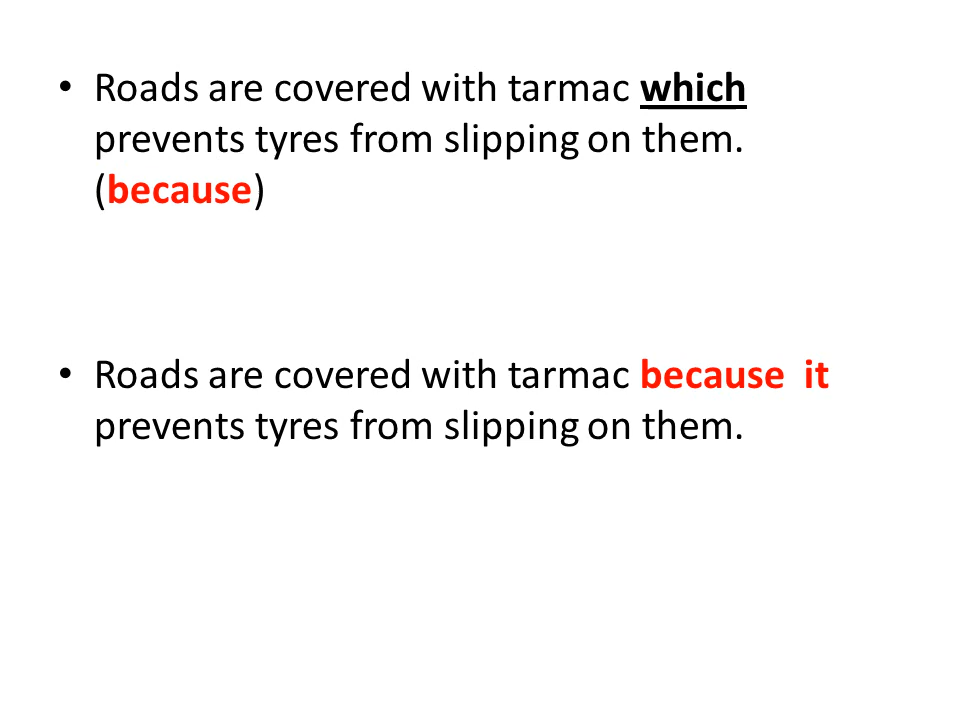 • Roads are covered with tarmac which
prevents tyres from slipping on them.
(because)
• Roads are covered with tarmac because  it
prevents tyres from slipping on them.